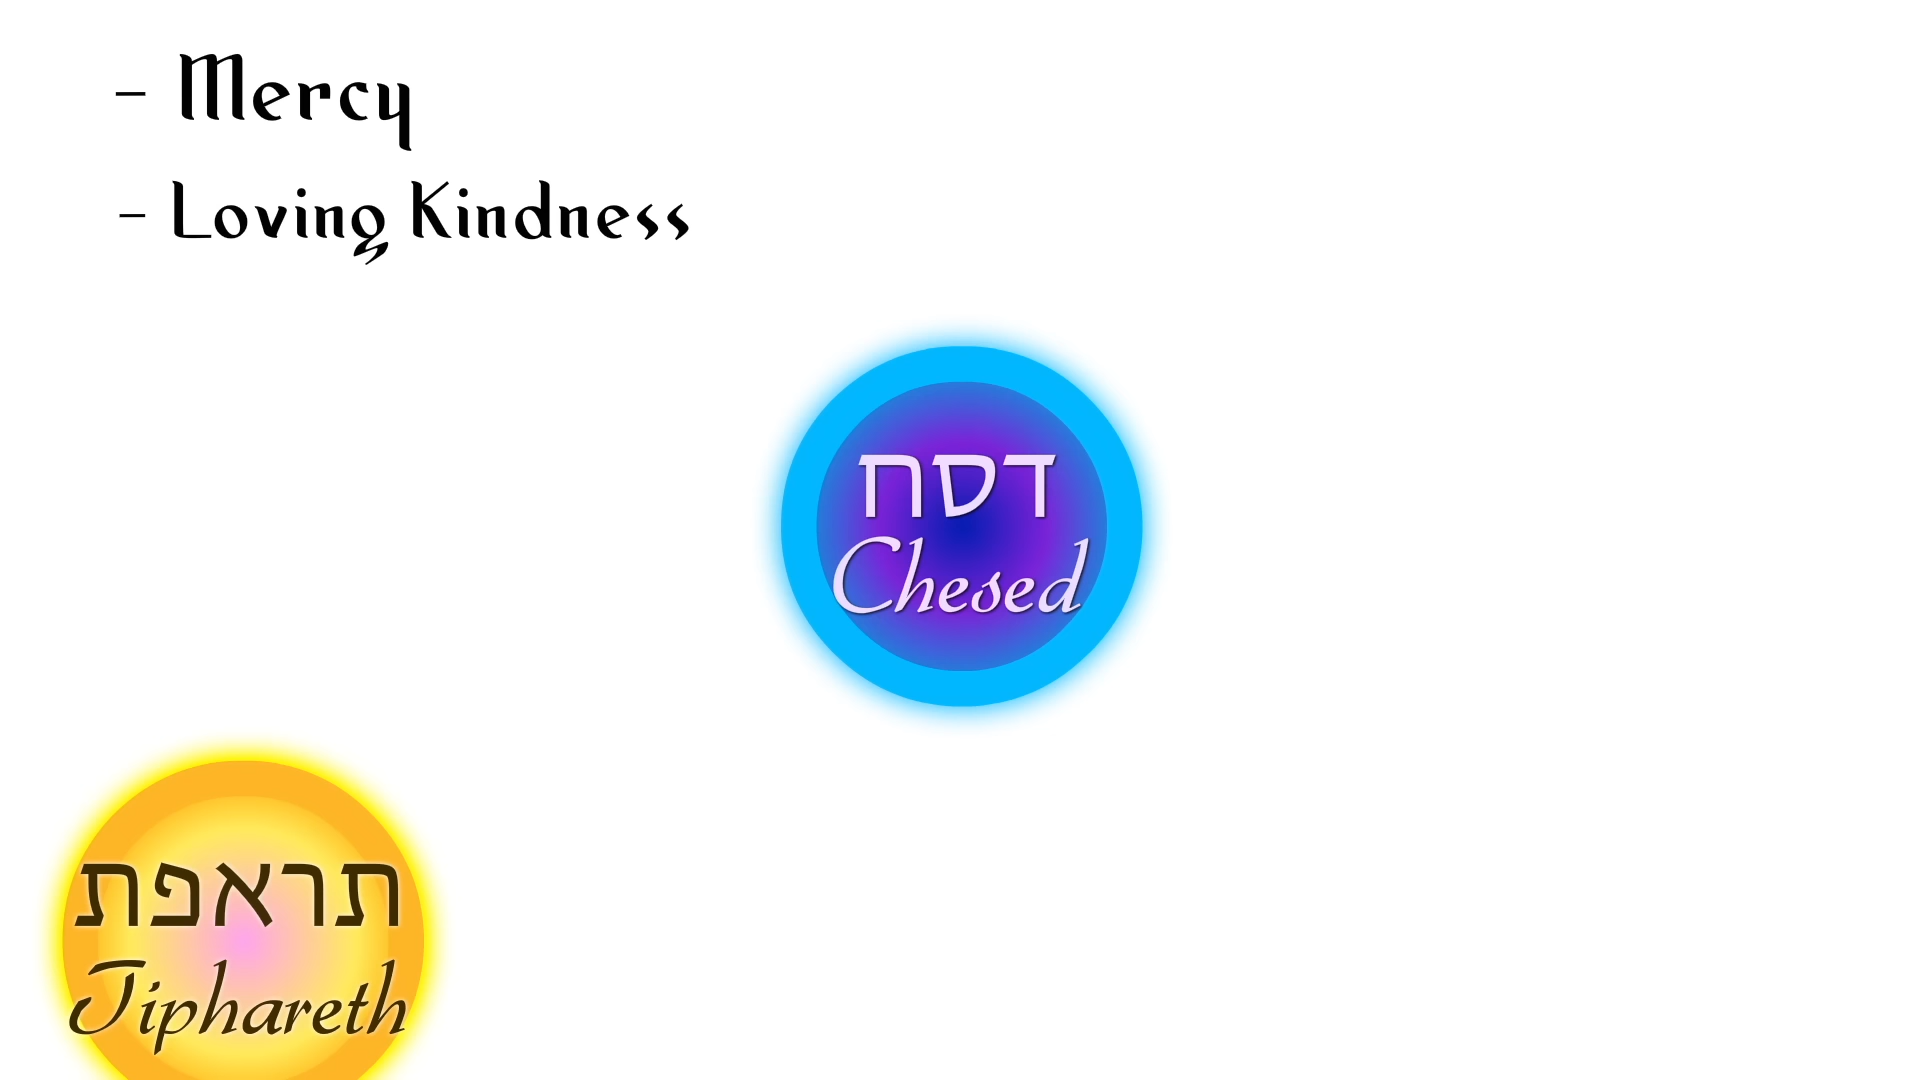 - Mercy
- Loving Kindness
דסח
Chesed
תראפת
Tiphareth